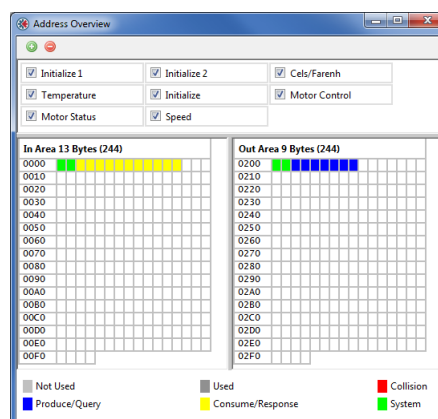 Address Overview
Initialize 1 Initialize 2 Cels/Farenh
Temperature Initialize Motor Control
Motor Status Speed
In Area 13 Bytes (244) Out Area 9 Bytes (244)
0000 0200
0010 0210
0020 0220
0030 0230
0040 0240
0050 0250
0060 0260
0070 0270
0080 0280
0090 0290
00A0 02A0
00B0 02B0
00C0 02C0
00D0 02D0
00E0 02E0
00F0 02F0
Not Used Used Collision
Produce/Query Consume/Response System